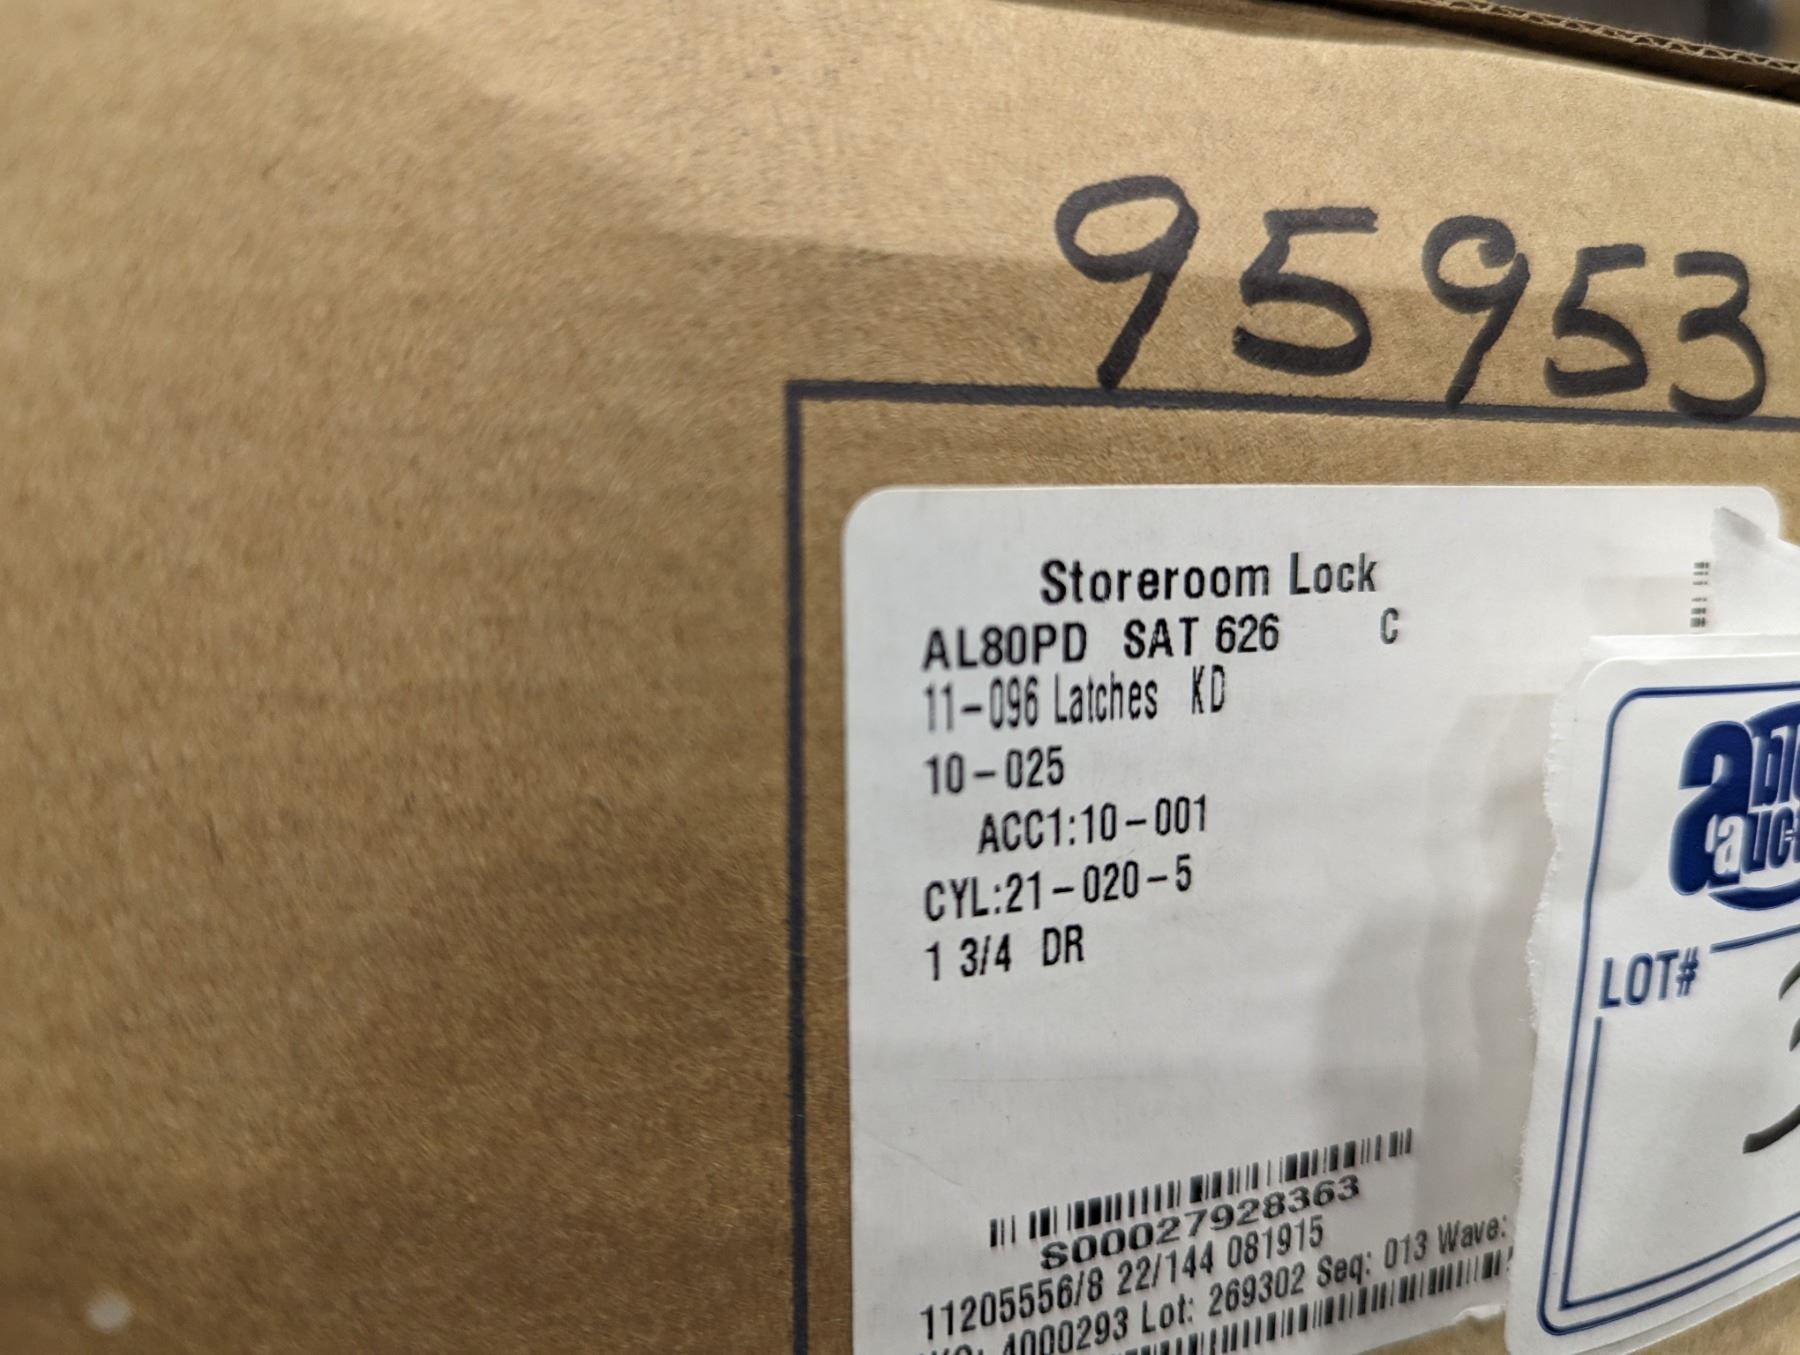 95953
Storeroom Lock
AL80PD SAT 626 C
11-096 Latches KD
10-025
ACC1:10-001
CYL:21-020-5
1 3/4 DR
S00027928363
11205556/8 22/144 081915
4000293 Lot: 269302 Seq: 013 Wave:
LOT#